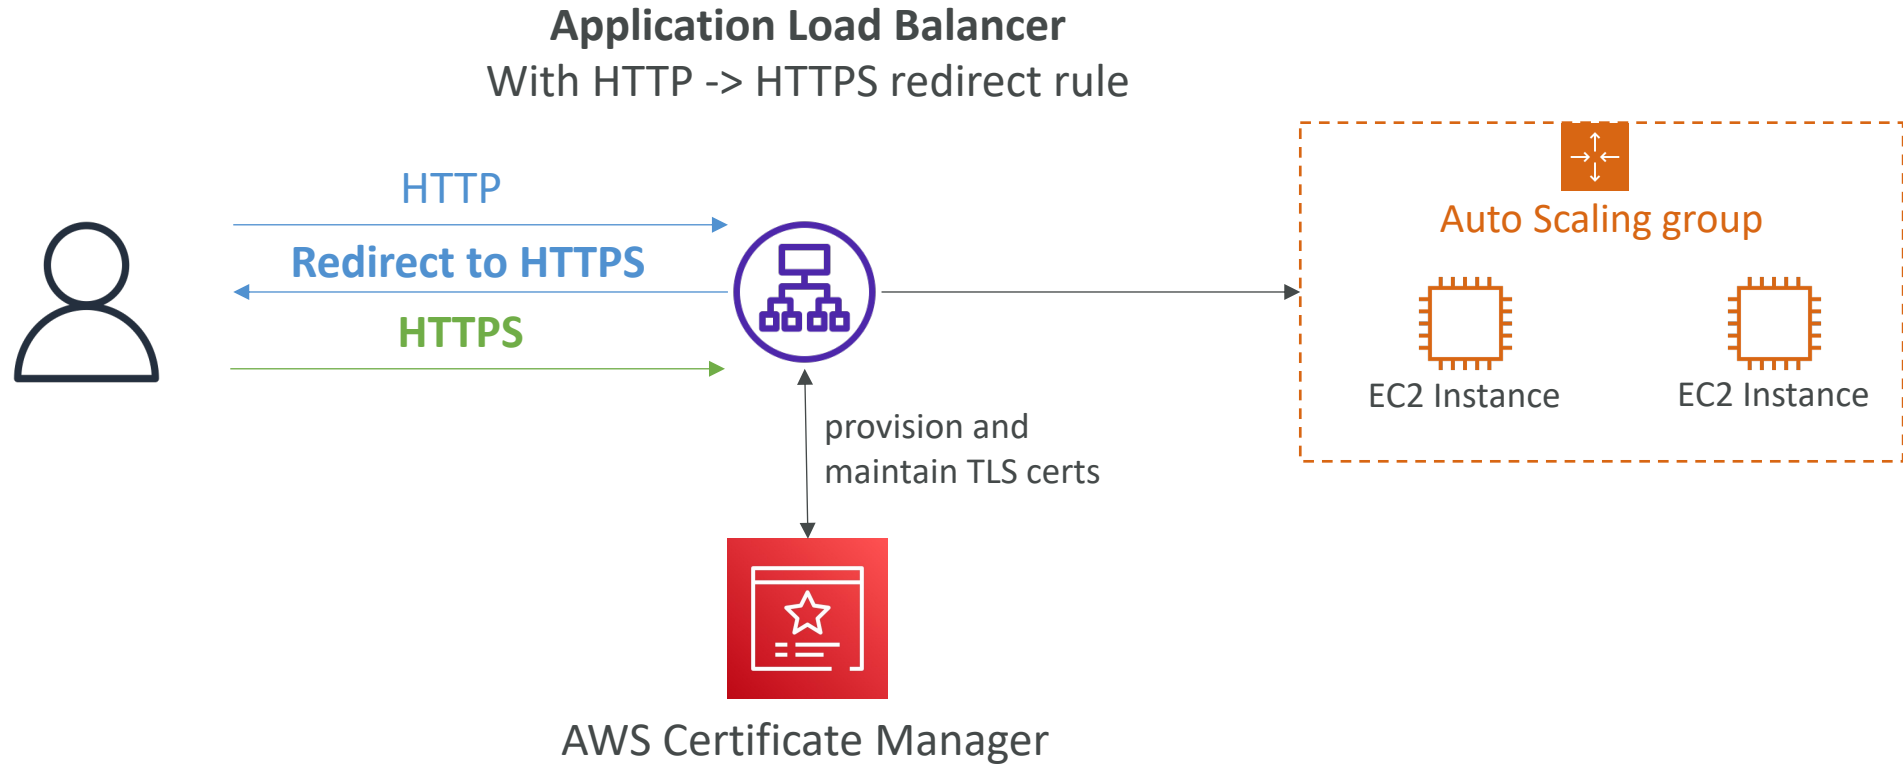 Application Load Balancer
With HTTP -> HTTPS redirect rule
HTTP
Redirect to HTTPS
HTTPS
Auto Scaling group
EC2 Instance
EC2 Instance
provision and
maintain TLS certs
AWS Certificate Manager